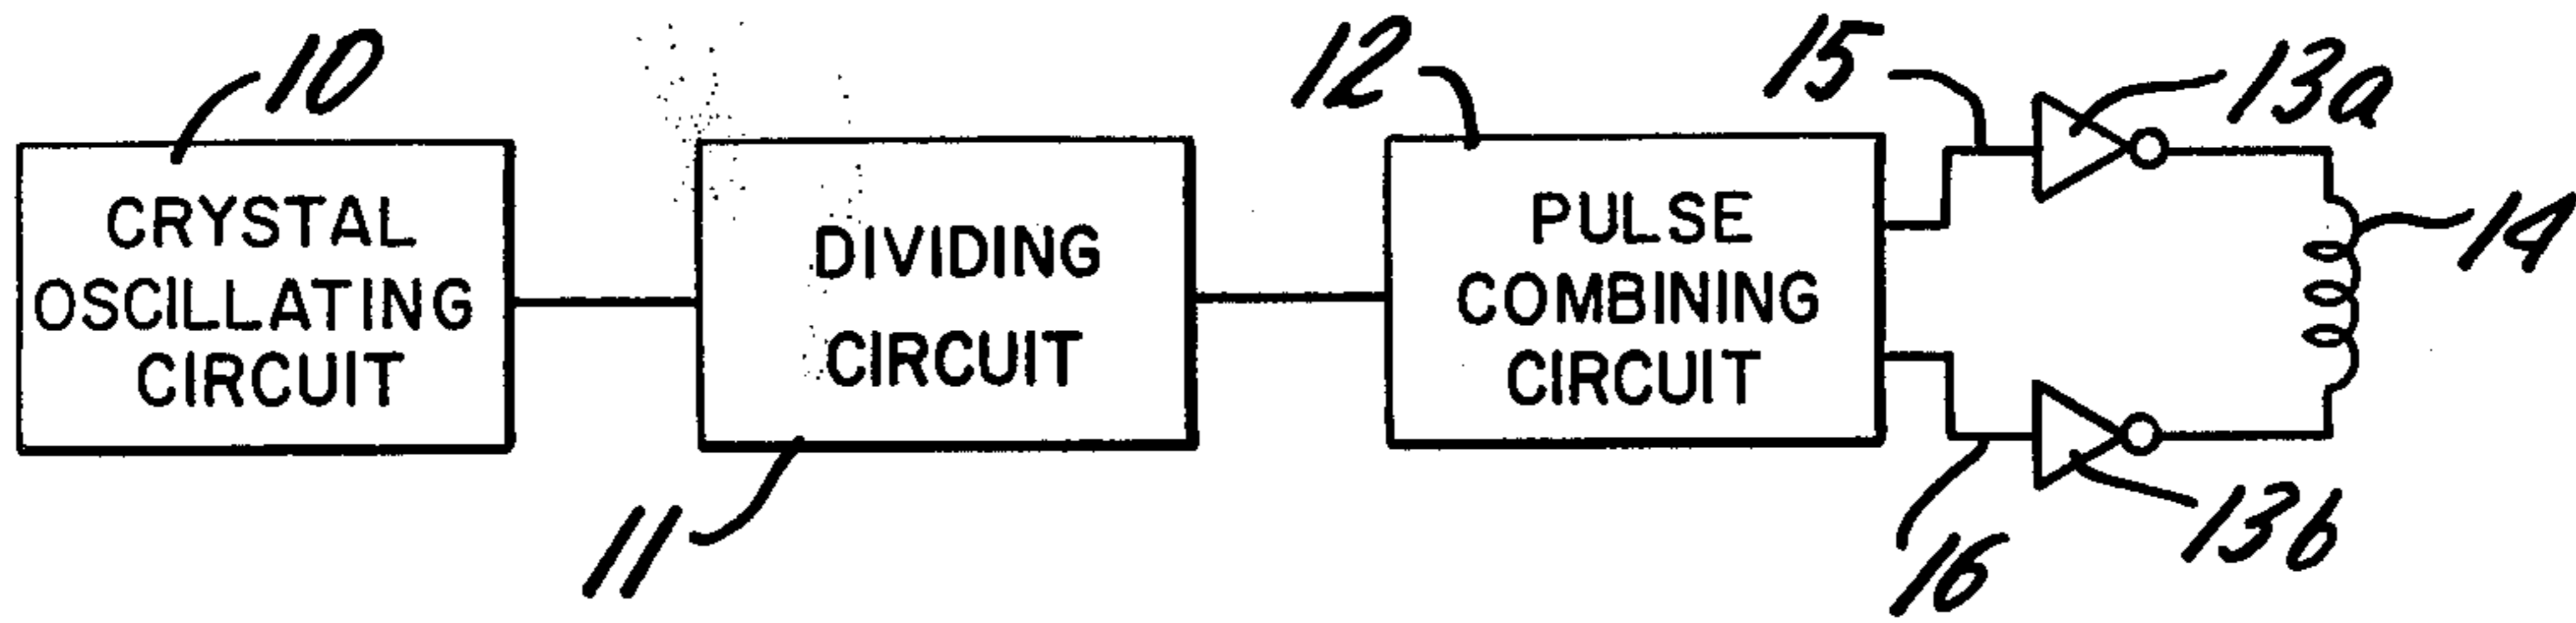 10
CRYSTAL
OSCILLATING
CIRCUIT
11
DIVIDING
CIRCUIT
12
PULSE
COMBINING
CIRCUIT
15
13a
14
16
13b